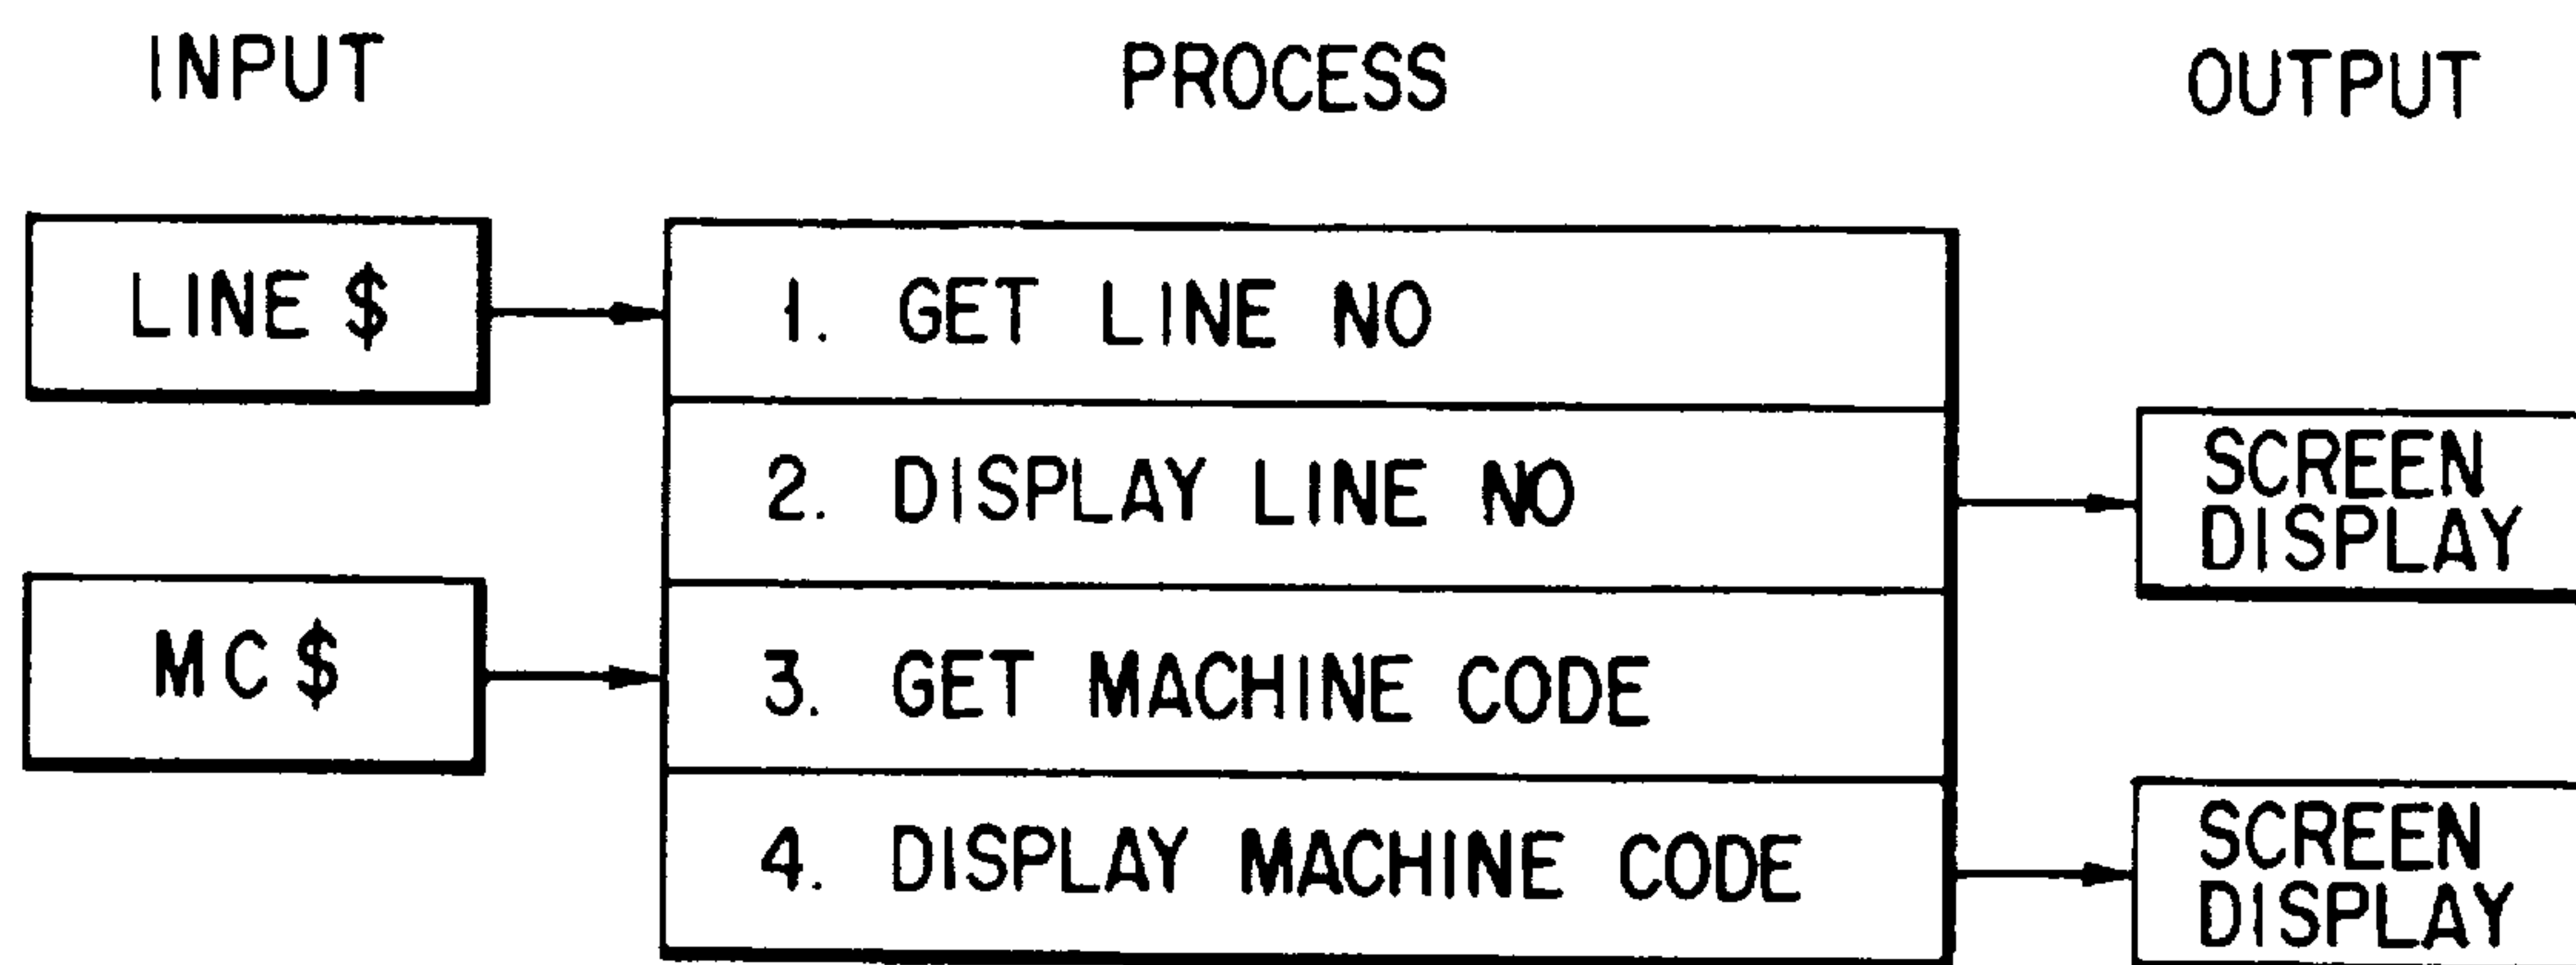 INPUT
PROCESS
OUTPUT
LINE $
1. GET LINE NO
2. DISPLAY LINE NO
SCREEN
DISPLAY
MC $
3. GET MACHINE CODE
4. DISPLAY MACHINE CODE
SCREEN
DISPLAY